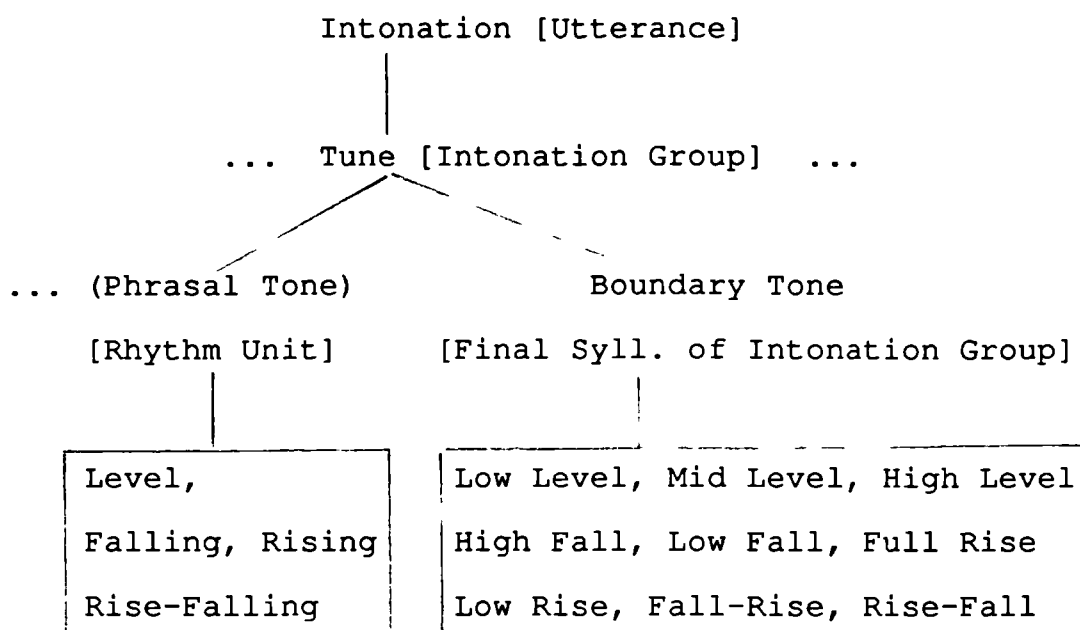 Intonation [Utterance]
... Tune [Intonation Group] ...
... (Phrasal Tone) Boundary Tone
[Rhythm Unit] [Final Syll. of Intonation Group]
Level, Low Level, Mid Level, High Level
Falling, Rising High Fall, Low Fall, Full Rise
Rise-Falling Low Rise, Fall-Rise, Rise-Fall